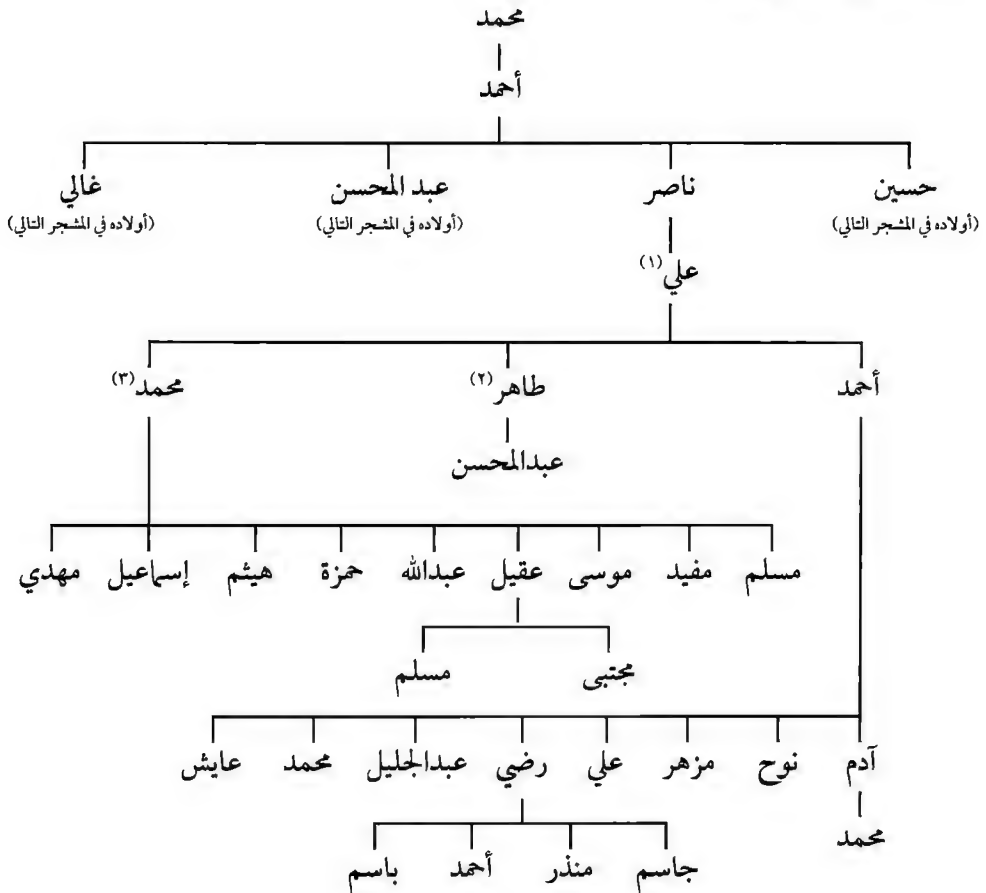 محمد
أحمد
حسين ناصر عبد المحسن غالي
(أولاده في المشجر التالي) (أولاده في المشجر التالي) (أولاده في المشجر التالي)
علي (١)
أحمد طاهر (٢) محمد (٣)
عبدالمحسن
مسلم مفيد موسى عقيل عبدالله حمزة هيثم إسماعيل مهدي
مجتبى مسلم
آدم نوح مزهر علي رضي عبدالجليل محمد عايش
محمد
جاسم منذر أحمد باسم